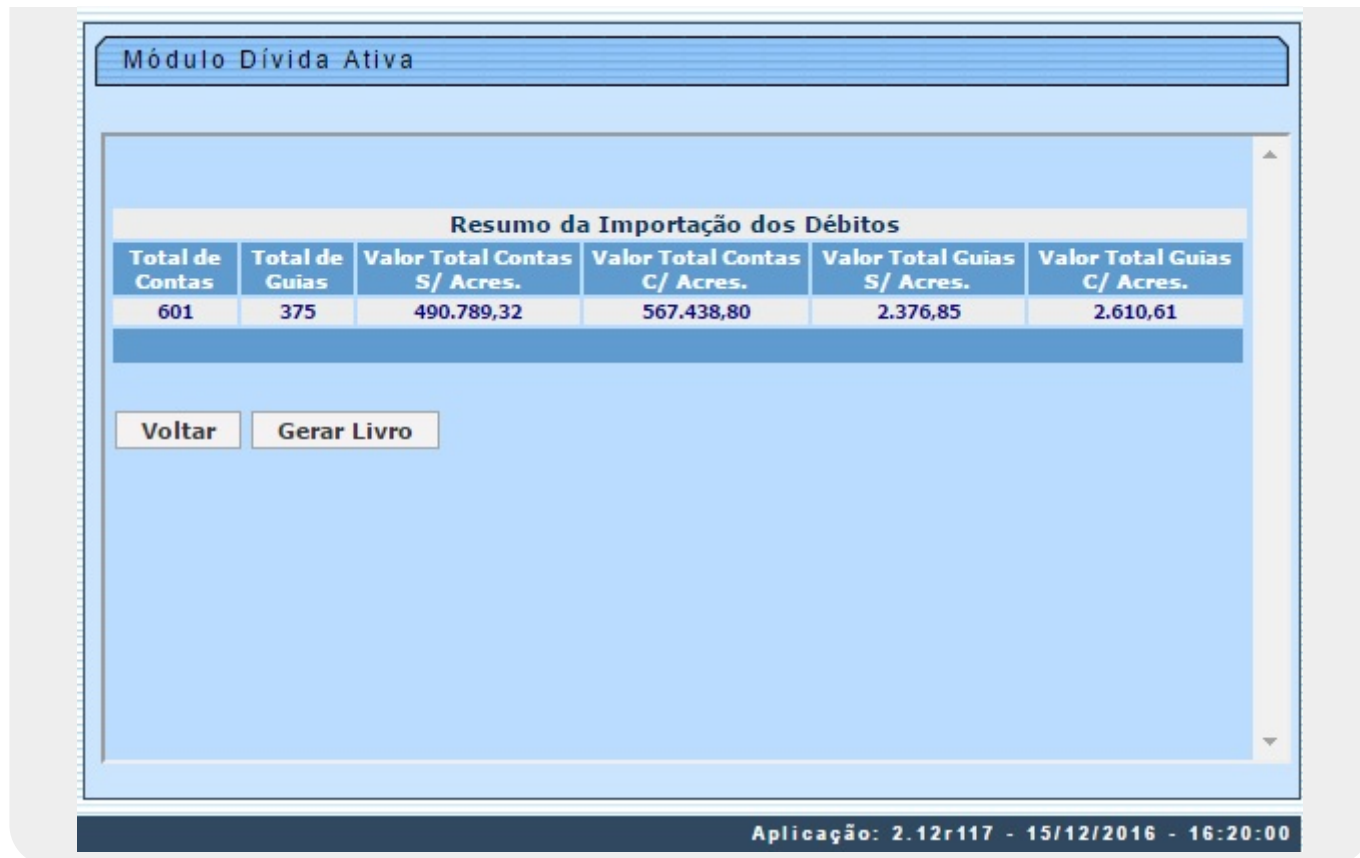 Módulo Dívida Ativa
Resumo da Importação dos Débitos
Total de Contas Total de Guias Valor Total Contas S/ Acres. Valor Total Contas C/ Acres. Valor Total Guias S/ Acres. Valor Total Guias C/ Acres.
601 375 490.789,32 567.438,80 2.376,85 2.610,61
Voltar Gerar Livro
Aplicação: 2.12r117 - 15/12/2016 - 16:20:00